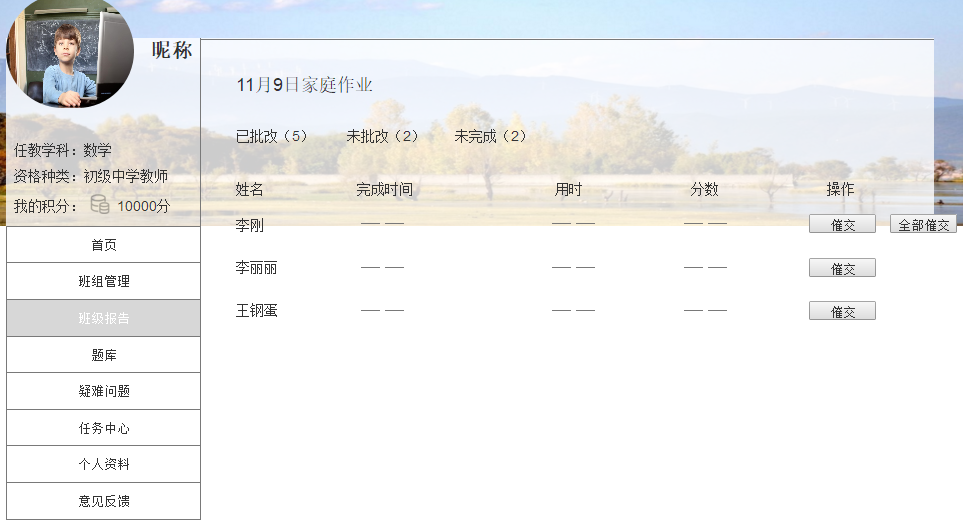 昵称
任教学科：数学
资格种类：初级中学教师
我的积分： 10000分
首页
班组管理
班级报告
题库
疑难问题
任务中心
个人资料
意见反馈
11月9日家庭作业
已批改（5） 未批改（2） 未完成（2）
姓名 完成时间 用时 分数 操作
李刚 — — — — — — 催交 全部催交
李丽丽 — — — — — — 催交
王钢蛋 — — — — — — 催交